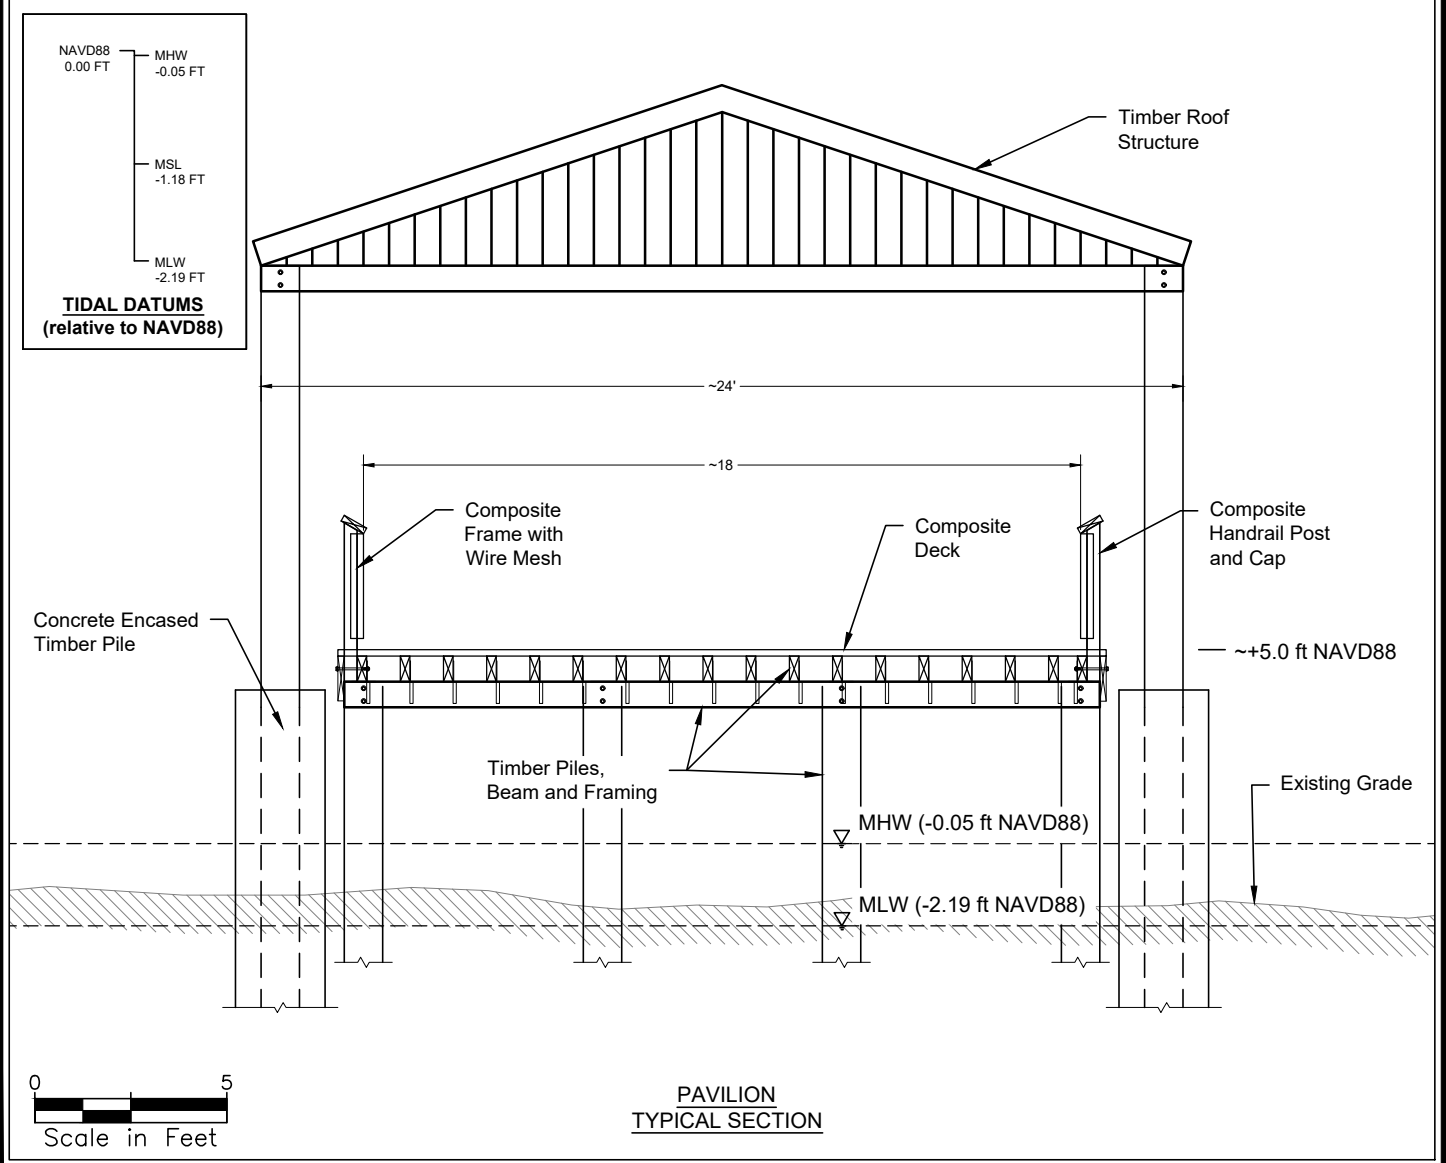 NAVD88
0.00 FT
MHW
-0.05 FT
MSL
-1.18 FT
MLW
-2.19 FT
TIDAL DATUMS
(relative to NAVD88)
Timber Roof
Structure
~24'
~18
Composite
Frame with
Wire Mesh
Composite
Deck
Composite
Handrail Post
and Cap
Concrete Encased
Timber Pile
~+5.0 ft NAVD88
Timber Piles,
Beam and Framing
Existing Grade
MHW (-0.05 ft NAVD88)
MLW (-2.19 ft NAVD88)
0 5
Scale in Feet
PAVILION
TYPICAL SECTION